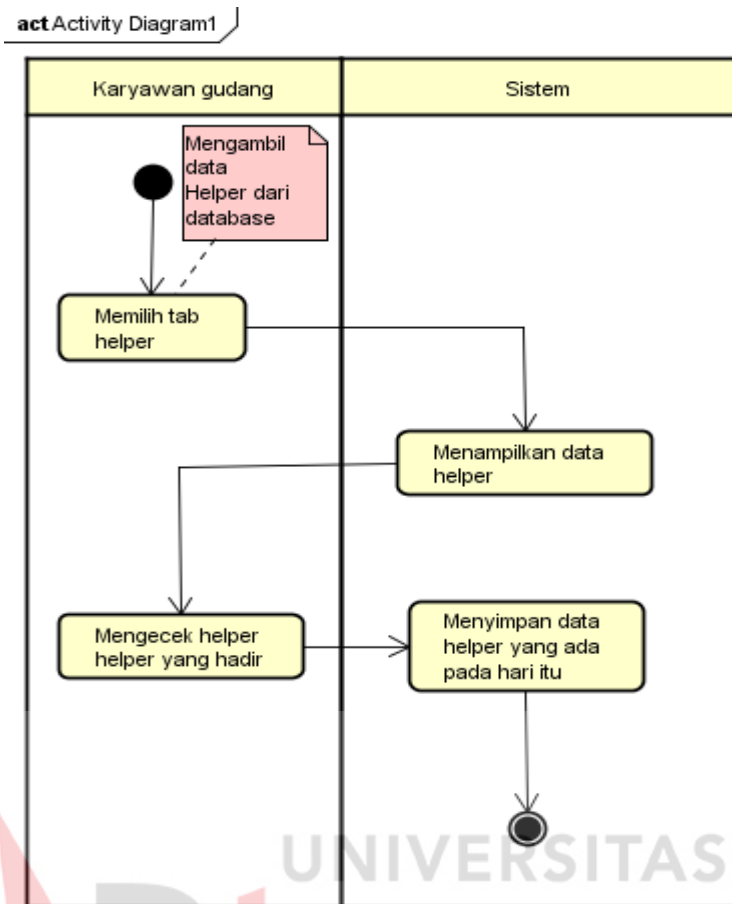 act Activity Diagram1
Karyawan gudang
Sistem
Mengambil
data
Helper dari
database
Memilih tab
helper
Menampilkan data
helper
Mengecek helper
helper yang hadir
Menyimpan data
helper yang ada
pada hari itu
UNIVERSITAS